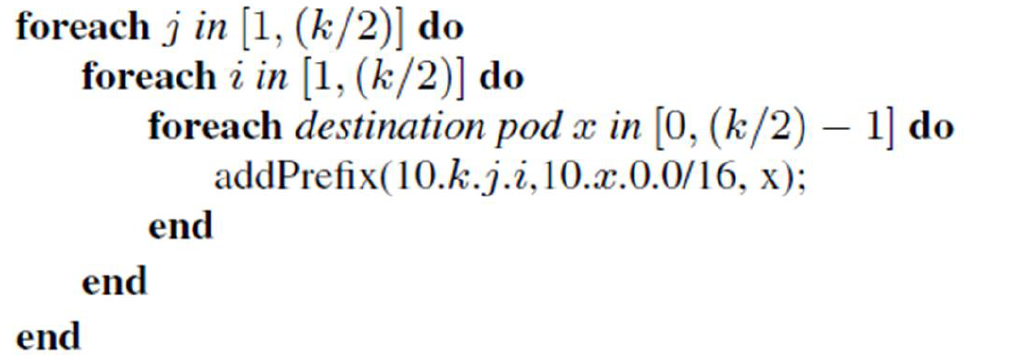 foreach j in [1, (k/2)] do
foreach i in [1, (k/2)] do
foreach destination pod x in [0, (k/2) − 1] do
addPrefix(10.k.j.i,10.x.0.0/16, x);
end
end
end